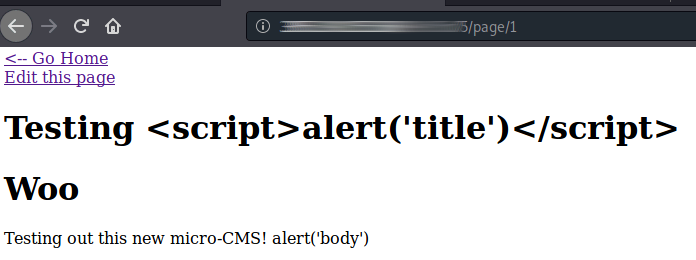 5/page/1
<-- Go Home
Edit this page
Testing <script>alert('title')</script>
Woo
Testing out this new micro-CMS! alert('body')